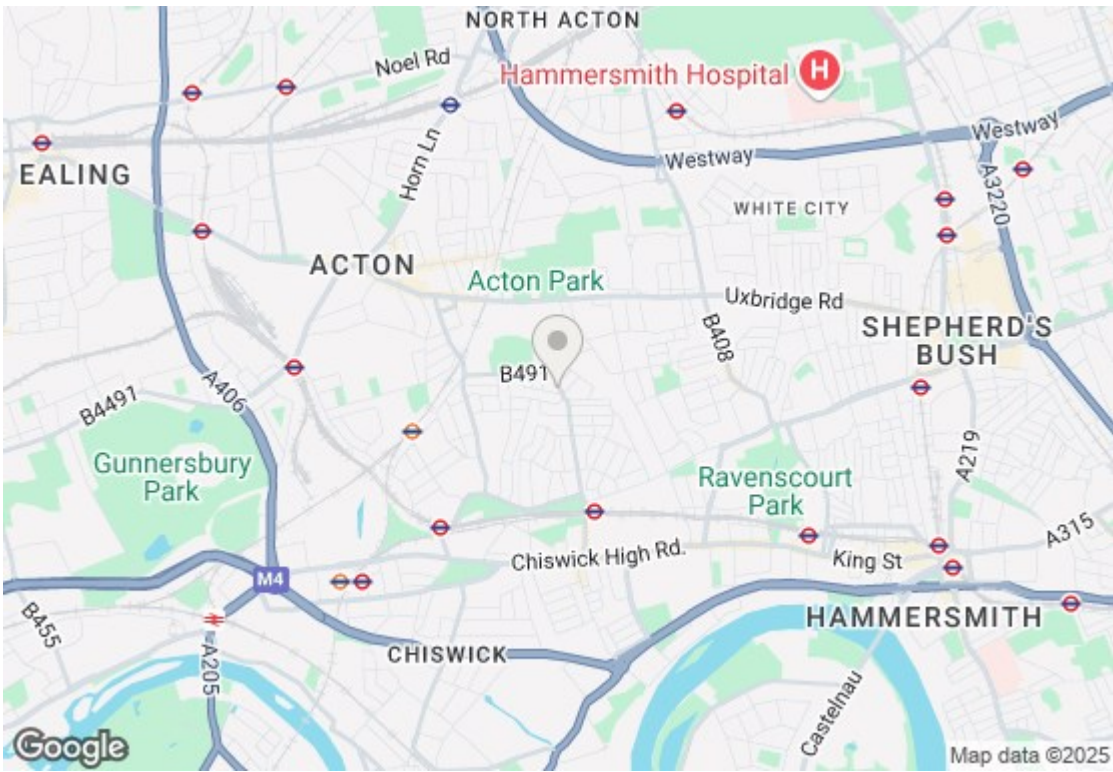 NORTH ACTON
Noel Rd
Hammersmith Hospital
H
Westway
Westway
Horn Ln
EALING
A3220
WHITE CITY
ACTON
Acton Park
Uxbridge Rd
B408
SHEPHERD'S
BUSH
B491
A406
B4491
A219
Gunnersbury
Park
Ravenscourt
Park
A315
Chiswick High Rd.
King St
M4
B455
HAMMERSMITH
A205
CHISWICK
Castelnau
Google
Map data ©2025